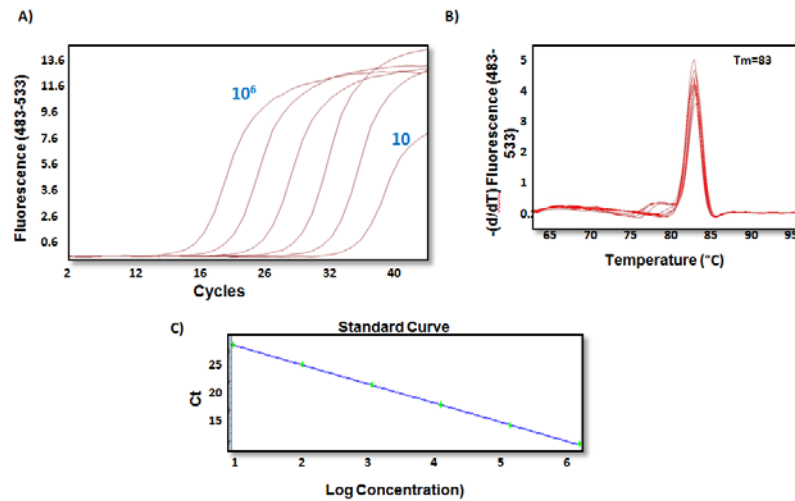 A)
Fluorescence (483-533)
13.6
11.6
9.6
7.6
5.6
3.6
2.6
0.6
10⁶
10
2 12 16 26 32 40
Cycles
B)
-(d/dT) Fluorescence (483-
533)
5
4
3
2
1
0.
Tm=83
65 70 75 80 85 90 95
Temperature (°C)
C)
Standard Curve
Ct
25
20
15
1 2 3 4 5 6
Log Concentration)